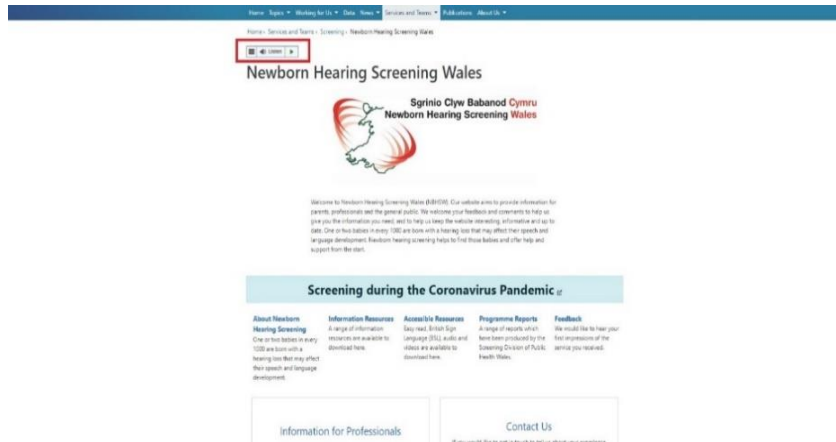 Home Topics Working for Us Data News Services and Teams Publications About Us
Home> Services and Teams> Screening> Newborn Hearing Screening Wales
Listen
Newborn Hearing Screening Wales
Sgrinio Clyw Babanod Cymru
Newborn Hearing Screening Wales
Welcome to Newborn Hearing Screening Wales (NBHSW). Our website aims to provide information for
parents, professionals and the general public. We welcome your feedback and comments to help us
give you the information you need, and to help us keep the website interesting, informative and up to
date. One or two babies in every 1000 are born with a hearing loss that may affect their speech and
language development. Newborn hearing screening helps to find those babies and offer help and
support from the start.
Screening during the Coronavirus Pandemic
About Newborn
Hearing Screening
One or two babies in every
1000 are born with a
hearing loss that may affect
their speech and language
development.
Information Resources
A range of information
resources are available to
download here.
Accessible Resources
Easy read, British Sign
Language (BSL), audio and
videos are available to
download here.
Programme Reports
A range of reports which
have been produced by the
Screening Division of Public
Health Wales.
Feedback
We would like to hear your
first impressions of the
service you received.
Information for Professionals
Contact Us